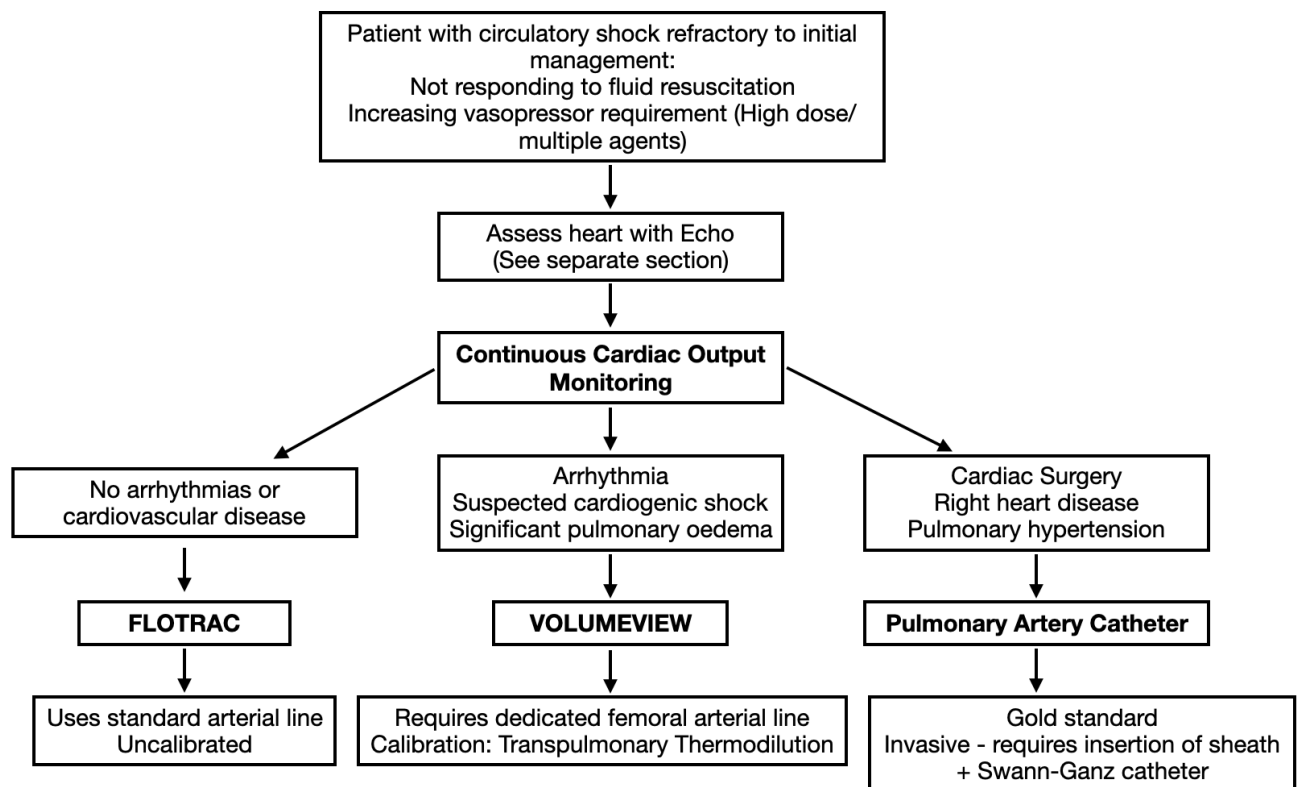 Patient with circulatory shock refractory to initial
management:
Not responding to fluid resuscitation
Increasing vasopressor requirement (High dose/
multiple agents)
Assess heart with Echo
(See separate section)
Continuous Cardiac Output
Monitoring
No arrhythmias or
cardiovascular disease
FLOTRAC
Uses standard arterial line
Uncalibrated
Arrhythmia
Suspected cardiogenic shock
Significant pulmonary oedema
VOLUMEVIEW
Requires dedicated femoral arterial line
Calibration: Transpulmonary Thermodilution
Cardiac Surgery
Right heart disease
Pulmonary hypertension
Pulmonary Artery Catheter
Gold standard
Invasive - requires insertion of sheath
+ Swann-Ganz catheter